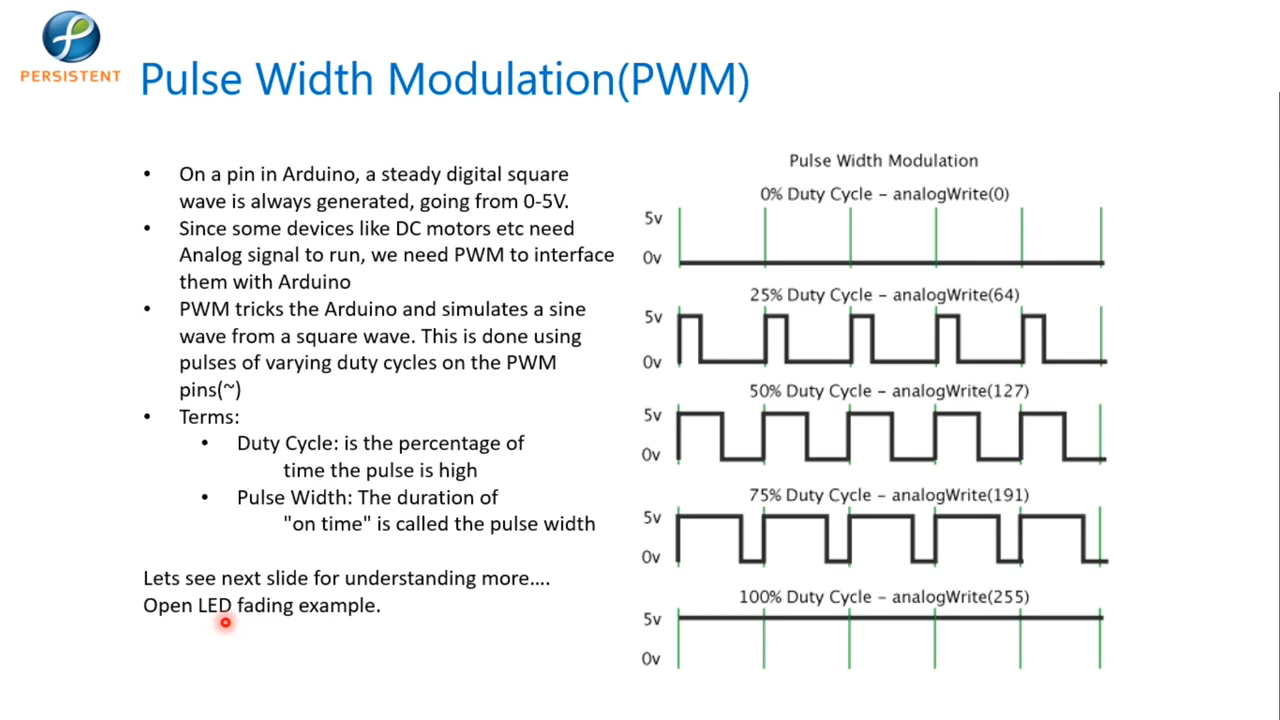 PERSISTENT
Pulse Width Modulation(PWM)
• On a pin in Arduino, a steady digital square
wave is always generated, going from 0-5V.
• Since some devices like DC motors etc need
Analog signal to run, we need PWM to interface
them with Arduino
• PWM tricks the Arduino and simulates a sine
wave from a square wave. This is done using
pulses of varying duty cycles on the PWM
pins(~)
• Terms:
• Duty Cycle: is the percentage of
time the pulse is high
• Pulse Width: The duration of
"on time" is called the pulse width
Lets see next slide for understanding more....
Open LED fading example.
Pulse Width Modulation
0% Duty Cycle – analogWrite(0)
5v
0v
25% Duty Cycle – analogWrite(64)
5v
0v
50% Duty Cycle – analogWrite(127)
5v
0v
75% Duty Cycle – analogWrite(191)
5v
0v
100% Duty Cycle – analogWrite(255)
5v
0v